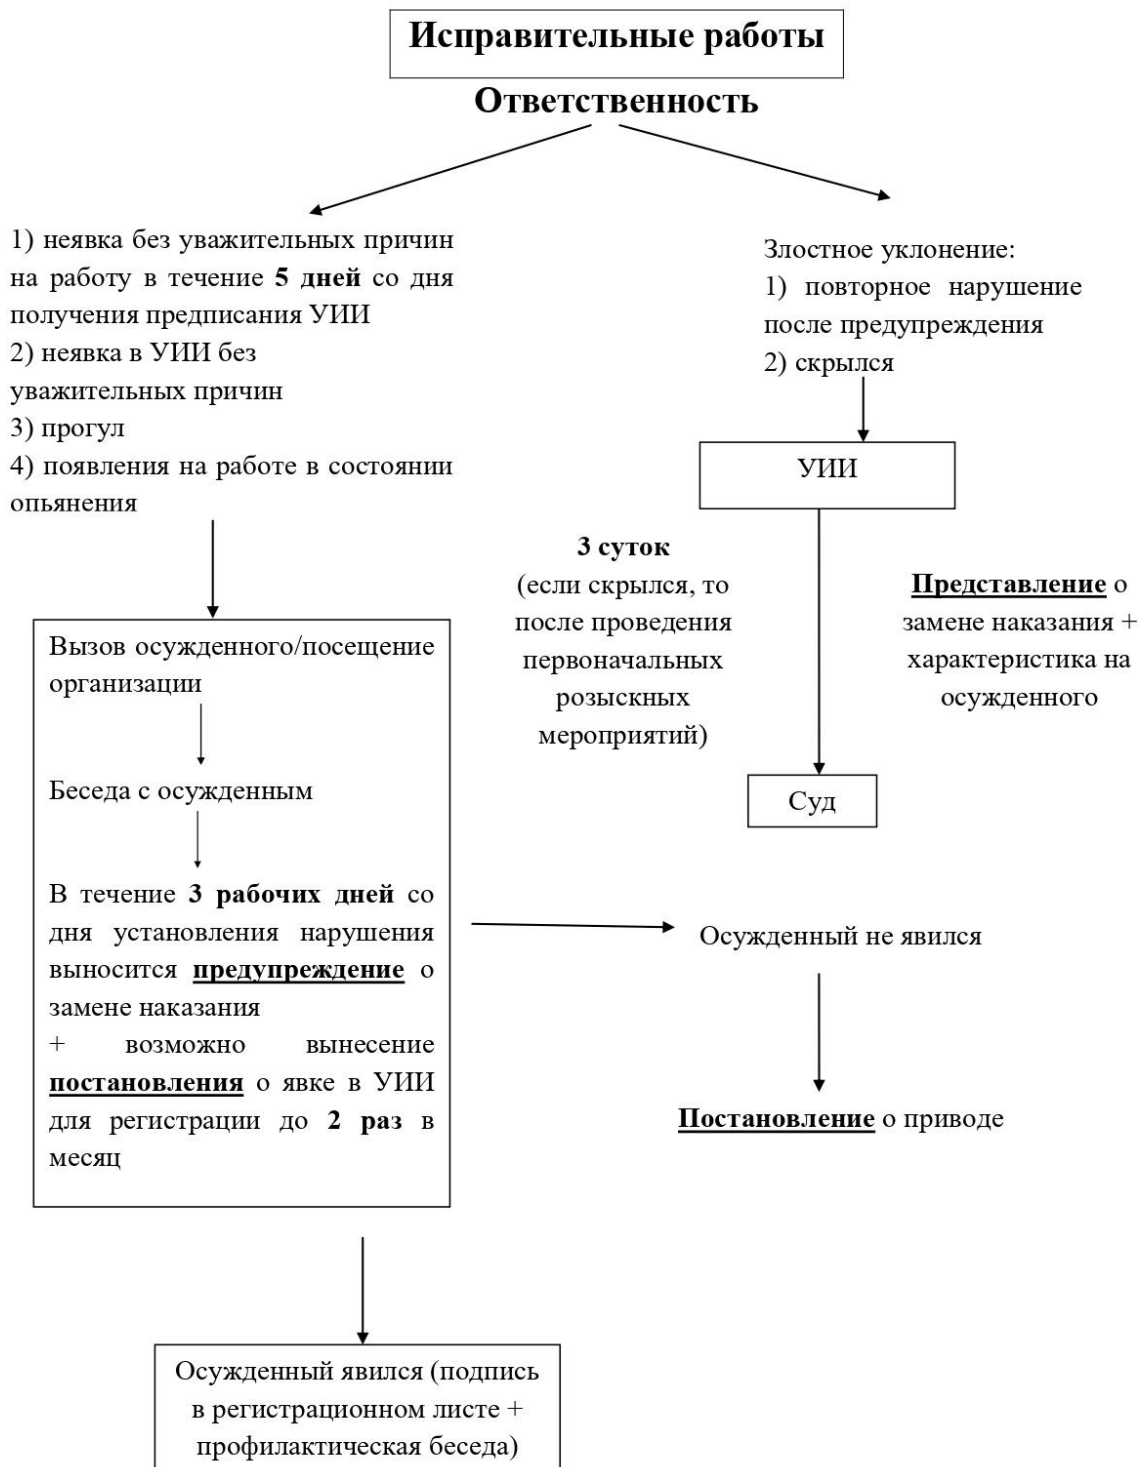 Исправительные работы
Ответственность
1) неявка без уважительных причин
на работу в течение 5 дней со дня
получения предписания УИИ
2) неявка в УИИ без
уважительных причин
3) прогул
4) появления на работе в состоянии
опьянения
Злостное уклонение:
1) повторное нарушение
после предупреждения
2) скрылся
УИИ
3 суток
(если скрылся, то
после проведения
первоначальных
розыскных
мероприятий)
Представление о
замене наказания +
характеристика на
осужденного
Суд
Вызов осужденного/посещение
организации
Беседа с осужденным
В течение 3 рабочих дней со
дня установления нарушения
выносится предупреждение о
замене наказания
+ возможно вынесение
постановления о явке в УИИ
для регистрации до 2 раз в
месяц
Осужденный не явился
Постановление о приводе
Осужденный явился (подпись
в регистрационном листе +
профилактическая беседа)